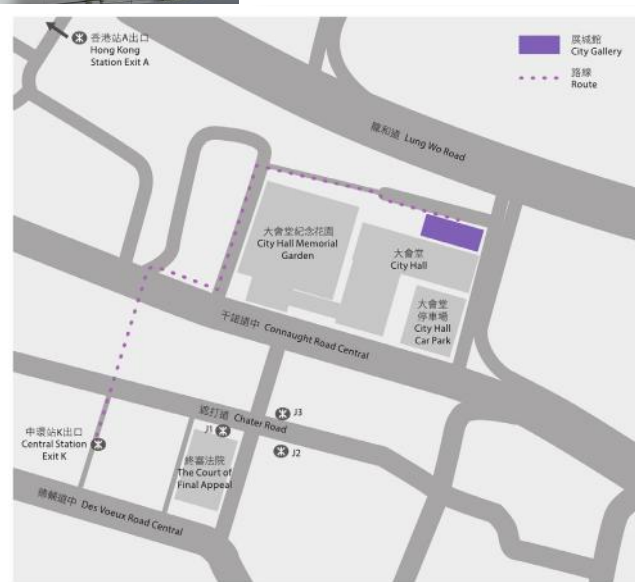 香港站A出口
Hong Kong
Station Exit A
展城館
City Gallery
路線
Route
龍和道 Lung Wo Road
大會堂紀念花園
City Hall Memorial
Garden
大會堂
City Hall
大會堂
停車場
City Hall
Car Park
干諾道中 Connaught Road Central
遮打道 Chater Road
J3
J1
J2
中環站K出口
Central Station
Exit K
終審法院
The Court of
Final Appeal
德輔道中 Des Voeux Road Central